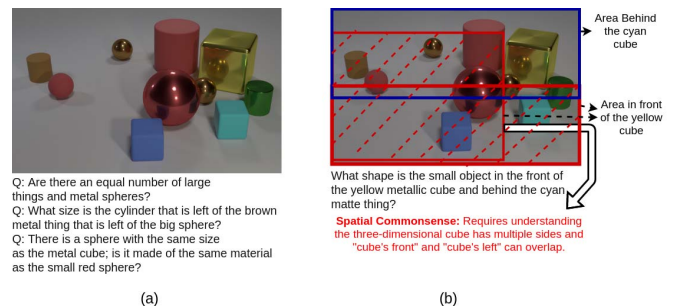 Q: Are there an equal number of large
things and metal spheres?
Q: What size is the cylinder that is left of the brown
metal thing that is left of the big sphere?
Q: There is a sphere with the same size
as the metal cube; is it made of the same material
as the small red sphere?
(a)
Area Behind
the cyan
cube
Area in front
of the yellow
cube
What shape is the small object in the front of
the yellow metallic cube and behind the cyan
matte thing?
Spatial Commonsense: Requires understanding
the three-dimensional cube has multiple sides and
"cube's front" and "cube's left" can overlap.
(b)